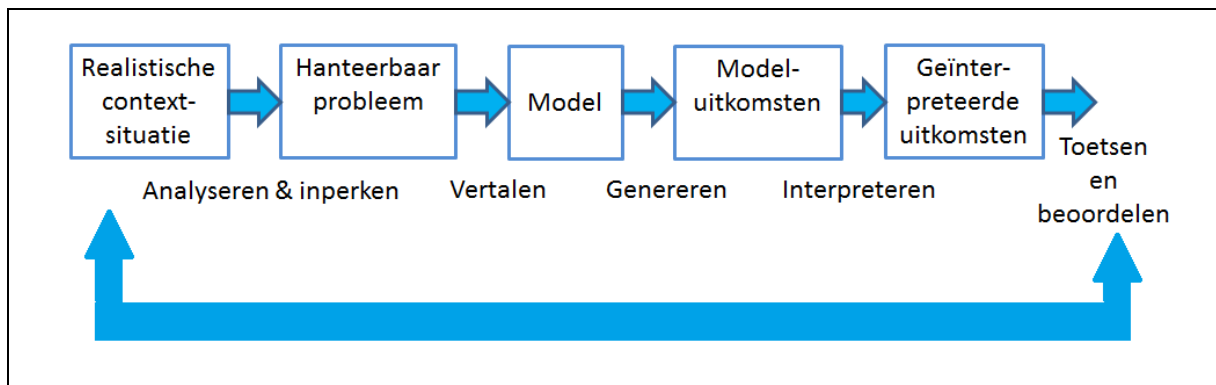 Realistische
context-
situatie
Hanteerbaar
probleem
Model
Model-
uitkomsten
Geïnter-
preteerde
uitkomsten
Analyseren & inperken
Vertalen
Genereren
Interpreteren
Toetsen
en
beoordelen